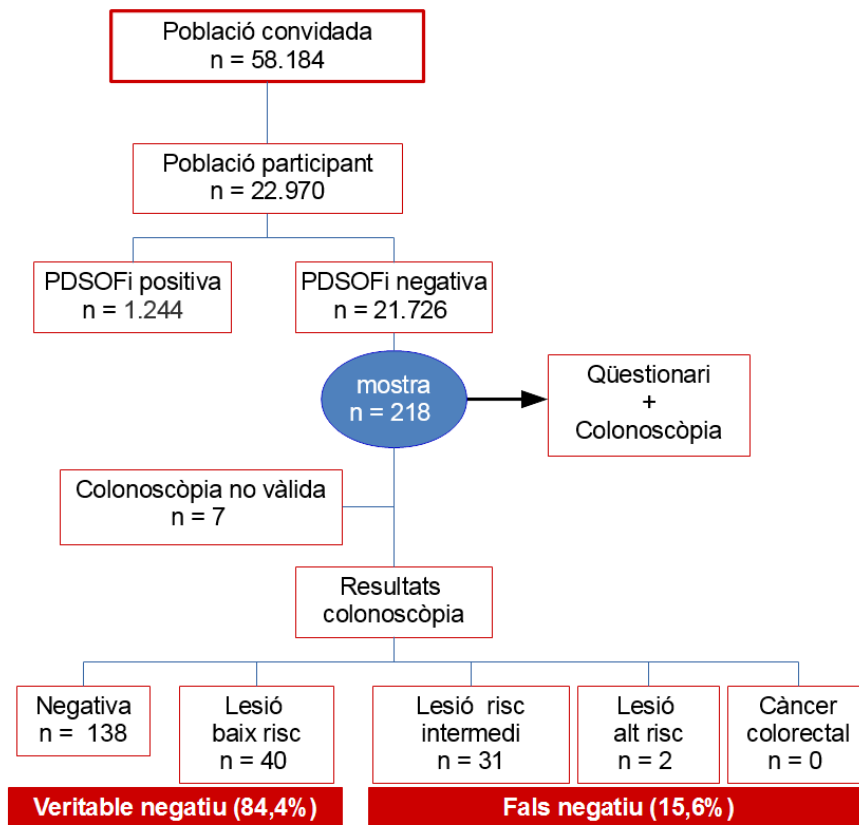 Població convidada
n = 58.184
Població participant
n = 22.970
PDSOFi positiva
n = 1.244
PDSOFi negativa
n = 21.726
mostra
n = 218
Qüestionari
+
Colonoscòpia
Colonoscòpia no vàlida
n = 7
Resultats
colonoscòpia
Negativa
n = 138
Lesió
baix risc
n = 40
Lesió risc
intermedi
n = 31
Lesió
alt risc
n = 2
Càncer
colorectal
n = 0
Veritable negatiu (84,4%)
Fals negatiu (15,6%)